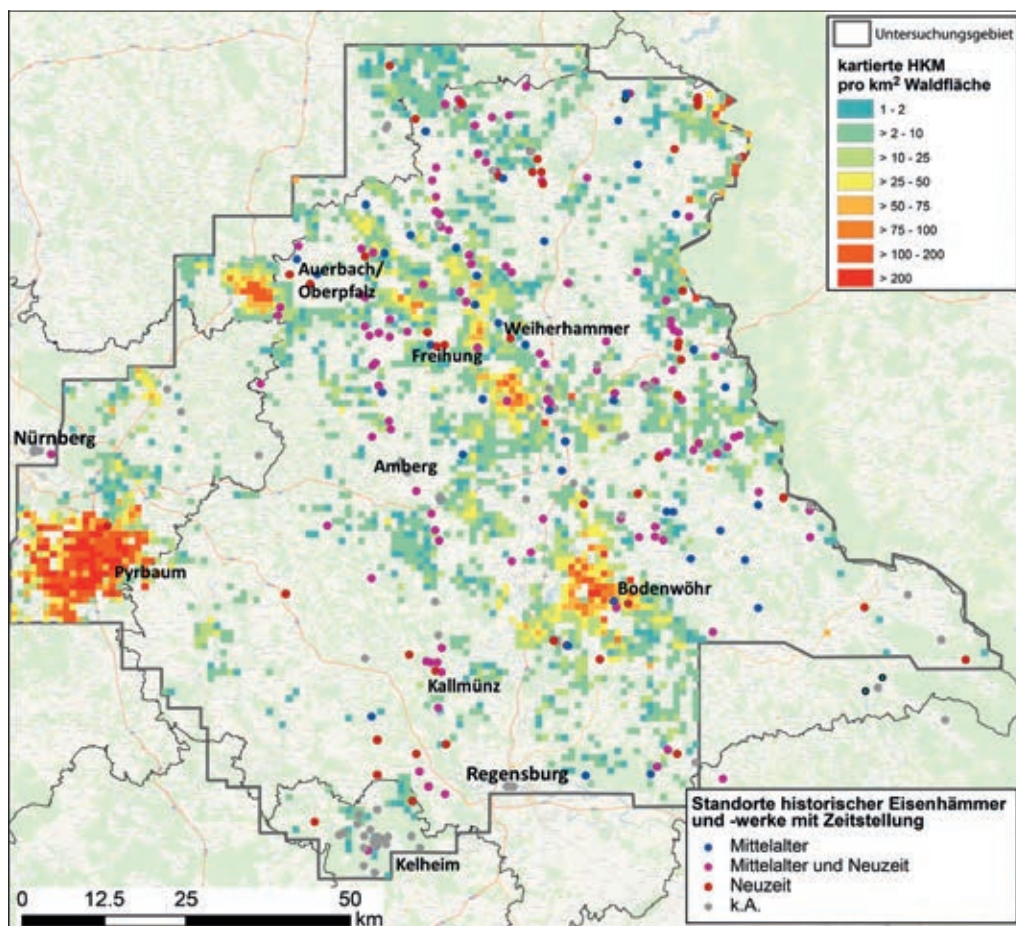 Untersuchungsgebiet
kartierte HKM
pro km² Waldfläche
1 - 2
> 2 - 10
> 10 - 25
> 25 - 50
> 50 - 75
> 75 - 100
> 100 - 200
> 200
Auerbach/
Oberpfalz
Weiherhammer
Freihung
Nürnberg
Amberg
Pyrbaum
Bodenwöhr
Kallmünz
Regensburg
Kelheim
Standorte historischer Eisenhämmer
und -werke mit Zeitstellung
Mittelalter
Mittelalter und Neuzeit
Neuzeit
k.A.
0 12.5 25 50
km